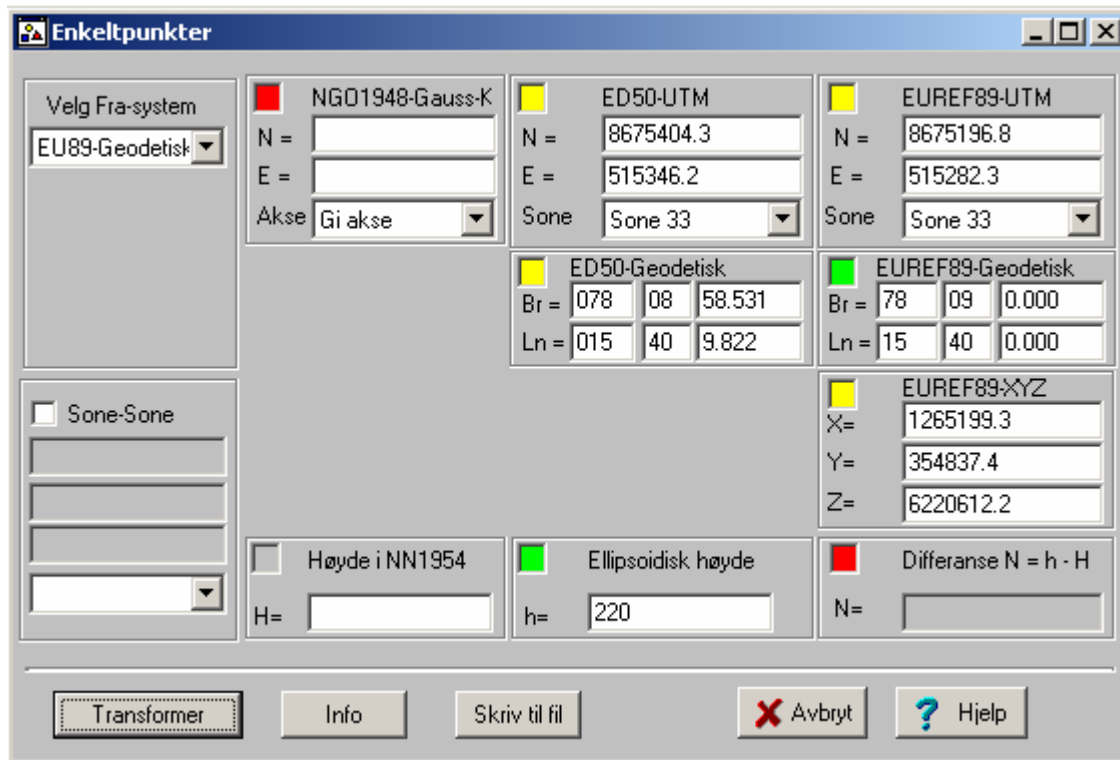 Enkeltpunkter
Velg Fra-system
EU89-Geodetisk
NGO1948-Gauss-K
N =
E =
Akse Gi akse
ED50-UTM
N = 8675404.3
E = 515346.2
Sone Sone 33
EUREF89-UTM
N = 8675196.8
E = 515282.3
Sone Sone 33
ED50-Geodetisk
Br = 078 08 58.531
Ln = 015 40 9.822
EUREF89-Geodetisk
Br = 78 09 0.000
Ln = 15 40 0.000
Sone-Sone
EUREF89-XYZ
X= 1265199.3
Y= 354837.4
Z= 6220612.2
Høyde i NN1954
H=
Ellipsoidisk høyde
h= 220
Differanse N = h - H
N=
Transformer Info Skriv til fil Avbryt ? Hjelp